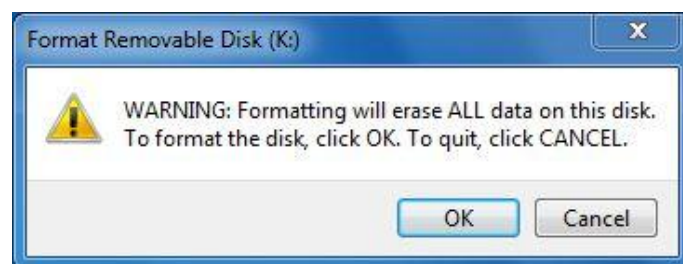 Format Removable Disk (K:)
WARNING: Formatting will erase ALL data on this disk.
To format the disk, click OK. To quit, click CANCEL.
OK
Cancel